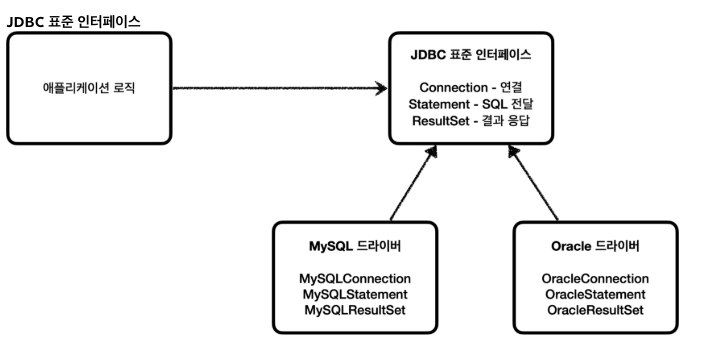 JDBC 표준 인터페이스
애플리케이션 로직
JDBC 표준 인터페이스
Connection - 연결
Statement - SQL 전달
ResultSet - 결과 응답
MySQL 드라이버
MySQLConnection
MySQLStatement
MySQLResultSet
Oracle 드라이버
OracleConnection
OracleStatement
OracleResultSet